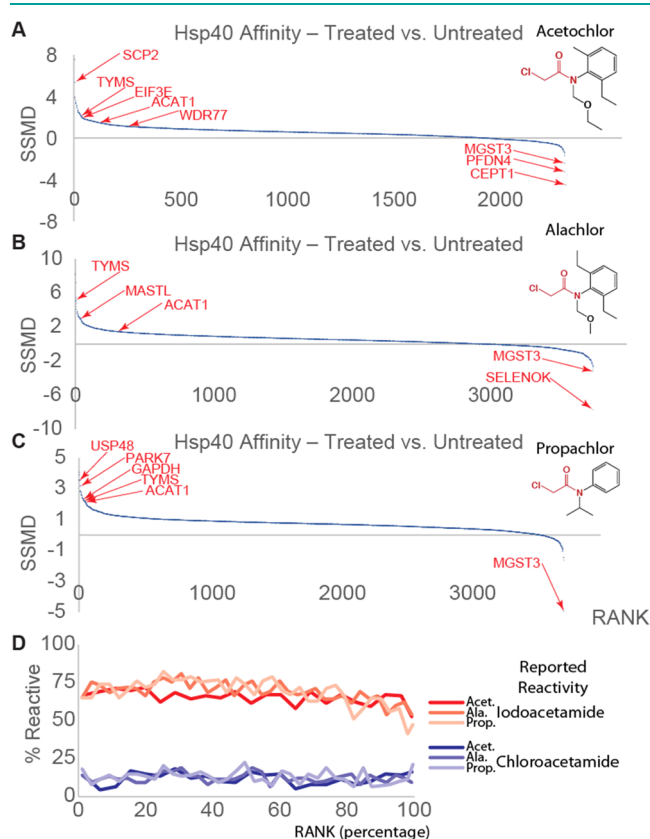 A Hsp40 Affinity – Treated vs. Untreated Acetochlor
8
SCP2
TYMS
EIF3E
4
ACAT1
WDR77
SSMD
0
MGST3
PFDN4
CEPT1
-4
0 500 1000 1500 2000
-8
Cl O N O
B Hsp40 Affinity – Treated vs. Untreated Alachlor
10
TYMS
6
MASTL
ACAT1
2
SSMD
-2
MGST3
SELENOK
-6
0 1000 2000 3000
-10
Cl O N O
C Hsp40 Affinity – Treated vs. Untreated Propachlor
5
USP48
PARK7
GAPDH
3
TYMS
ACAT1
1
SSMD
-1
MGST3
-3
0 1000 2000 3000
-5
RANK
Cl O N
D
100
75
50
25
0
% Reactive
0 20 40 60 80 100
RANK (percentage)
Reported
Reactivity
Acet.
Ala. Iodoacetamide
Prop.
Acet.
Ala. Chloroacetamide
Prop.